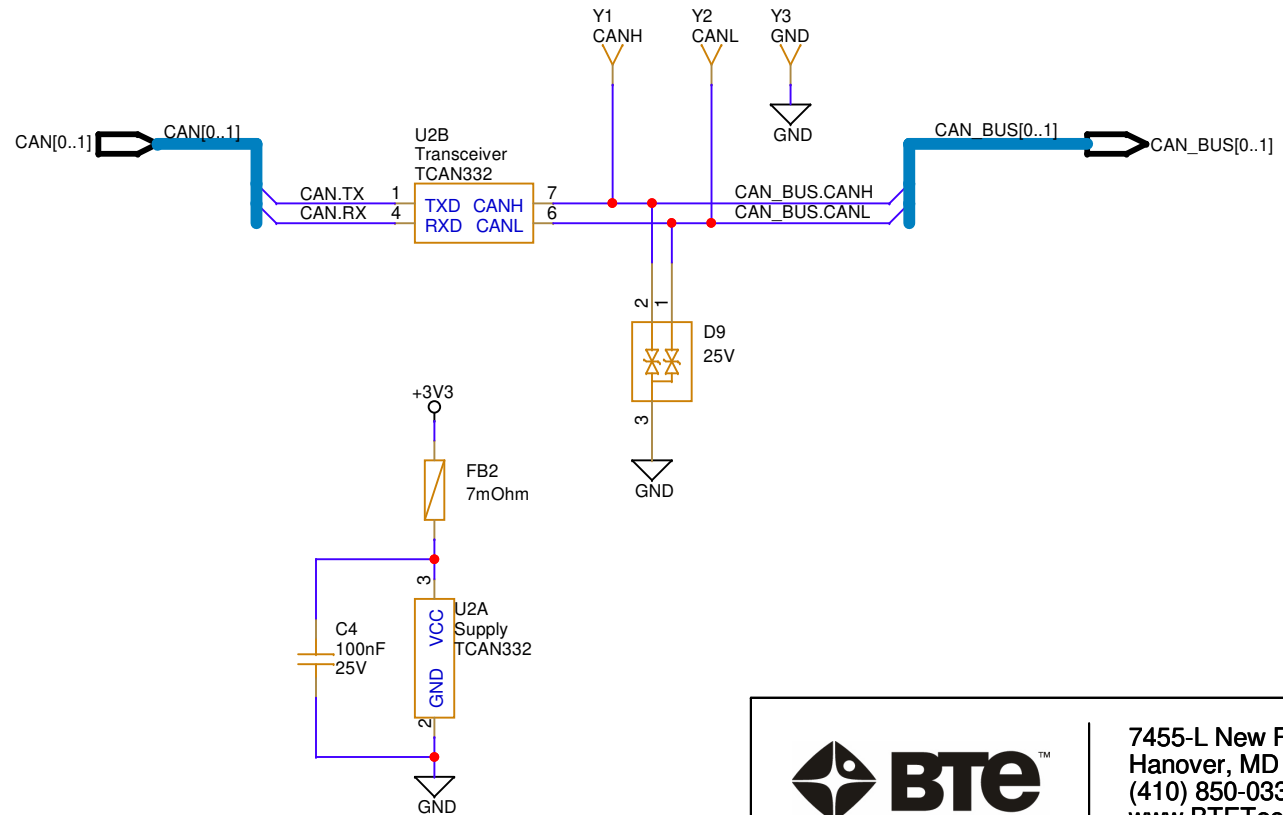 Y1
CANH
Y2
CANL
Y3
GND
GND
CAN[0..1]
CAN[0..1]
U2B
Transceiver
TCAN332
CAN_BUS[0..1]
CAN_BUS[0..1]
CAN.TX 1 TXD CANH 7 CAN_BUS.CANH
CAN.RX 4 RXD CANL 6 CAN_BUS.CANL
2 1
D9
25V
3
GND
+3V3
FB2
7mOhm
3
VCC
GND
2
U2A
Supply
TCAN332
C4
100nF
25V
GND
BTE™
7455-L New
Hanover, MD
(410) 850-033